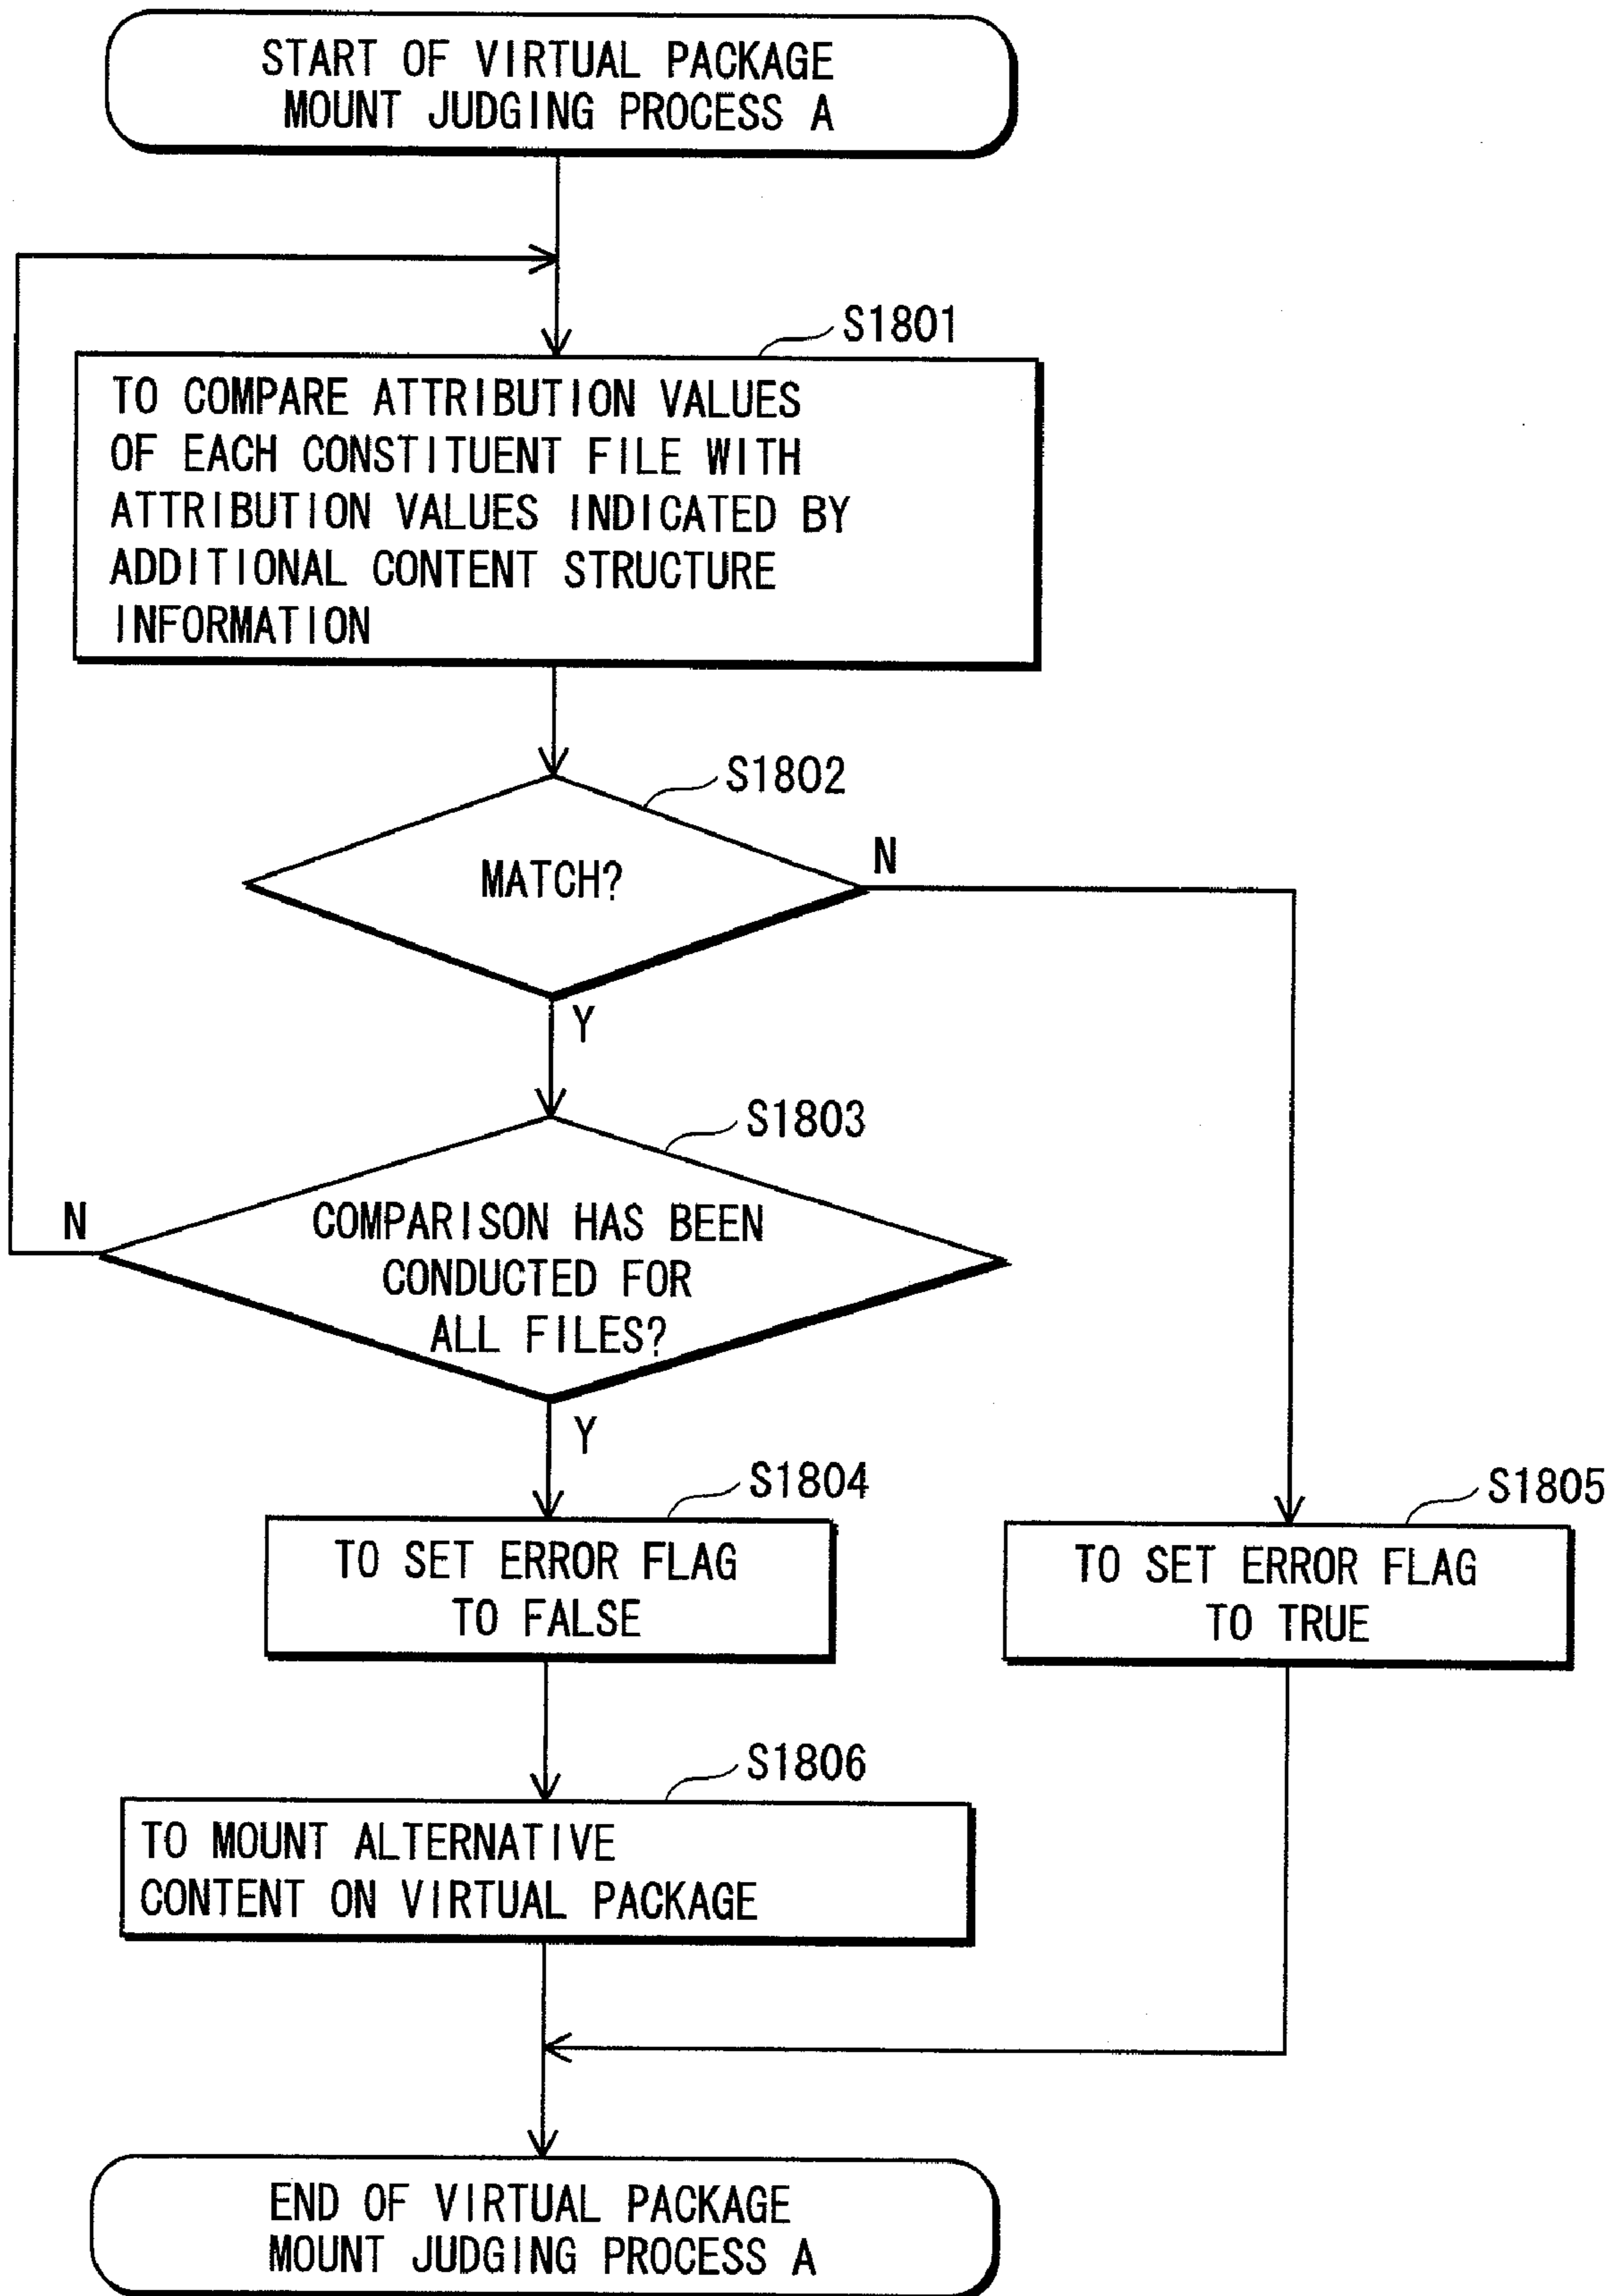 START OF VIRTUAL PACKAGE
MOUNT JUDGING PROCESS A
S1801
TO COMPARE ATTRIBUTION VALUES
OF EACH CONSTITUENT FILE WITH
ATTRIBUTION VALUES INDICATED BY
ADDITIONAL CONTENT STRUCTURE
INFORMATION
S1802
MATCH?
N
Y
S1803
N
COMPARISON HAS BEEN
CONDUCTED FOR
ALL FILES?
Y
S1804
TO SET ERROR FLAG
TO FALSE
S1805
TO SET ERROR FLAG
TO TRUE
S1806
TO MOUNT ALTERNATIVE
CONTENT ON VIRTUAL PACKAGE
END OF VIRTUAL PACKAGE
MOUNT JUDGING PROCESS A